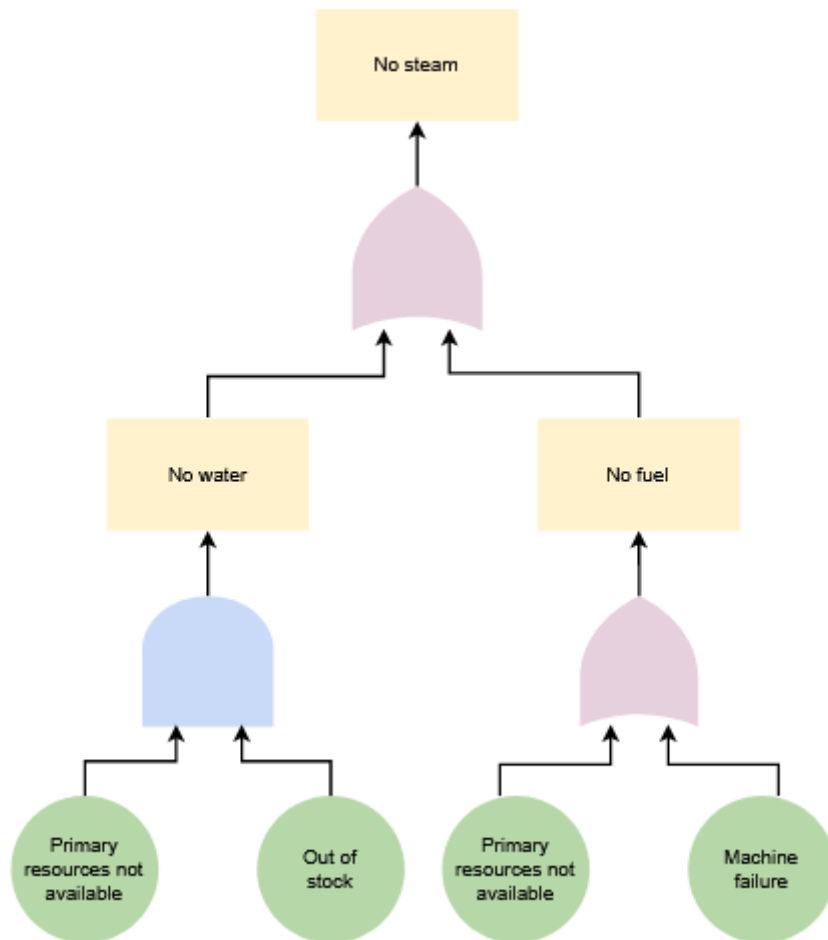 No steam
No water
No fuel
Primary
resources not
available
Out of
stock
Primary
resources not
available
Machine
failure